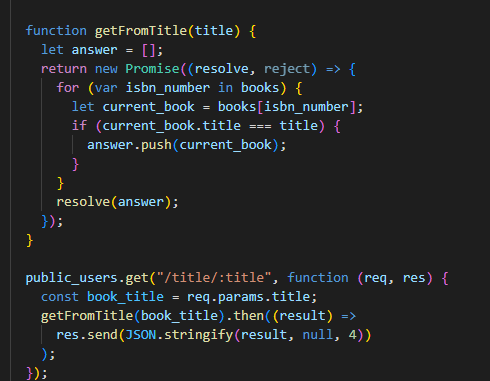 function getFromTitle(title) {
  let answer = [];
  return new Promise((resolve, reject) => {
    for (var isbn_number in books) {
      let current_book = books[isbn_number];
      if (current_book.title === title) {
        answer.push(current_book);
      }
    }
    resolve(answer);
  });
}

public_users.get("/title/:title", function (req, res) {
  const book_title = req.params.title;
  getFromTitle(book_title).then((result) =>
    res.send(JSON.stringify(result, null, 4))
  );
});